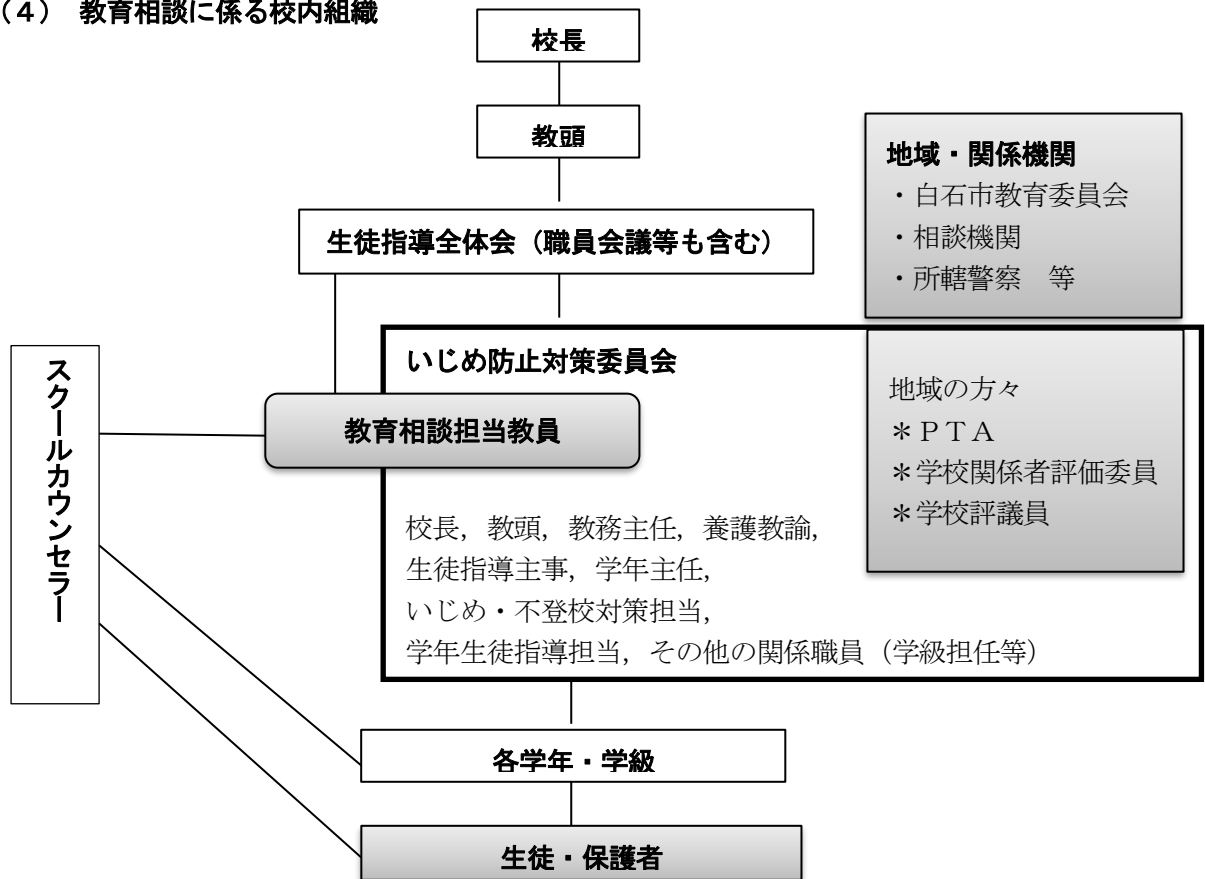 (4) 教育相談に係る校内組織
校長
教頭
生徒指導全体会(職員会議等も含む)
地域・関係機関
・白石市教育委員会
・相談機関
・所轄警察 等
スクールカウンセラー
いじめ防止対策委員会
教育相談担当教員
校長,教頭,教務主任,養護教諭,
生徒指導主事,学年主任,
いじめ・不登校対策担当,
学年生徒指導担当,その他の関係職員(学級担任等)
地域の方々
*PTA
*学校関係者評価委員
*学校評議員
各学年・学級
生徒・保護者